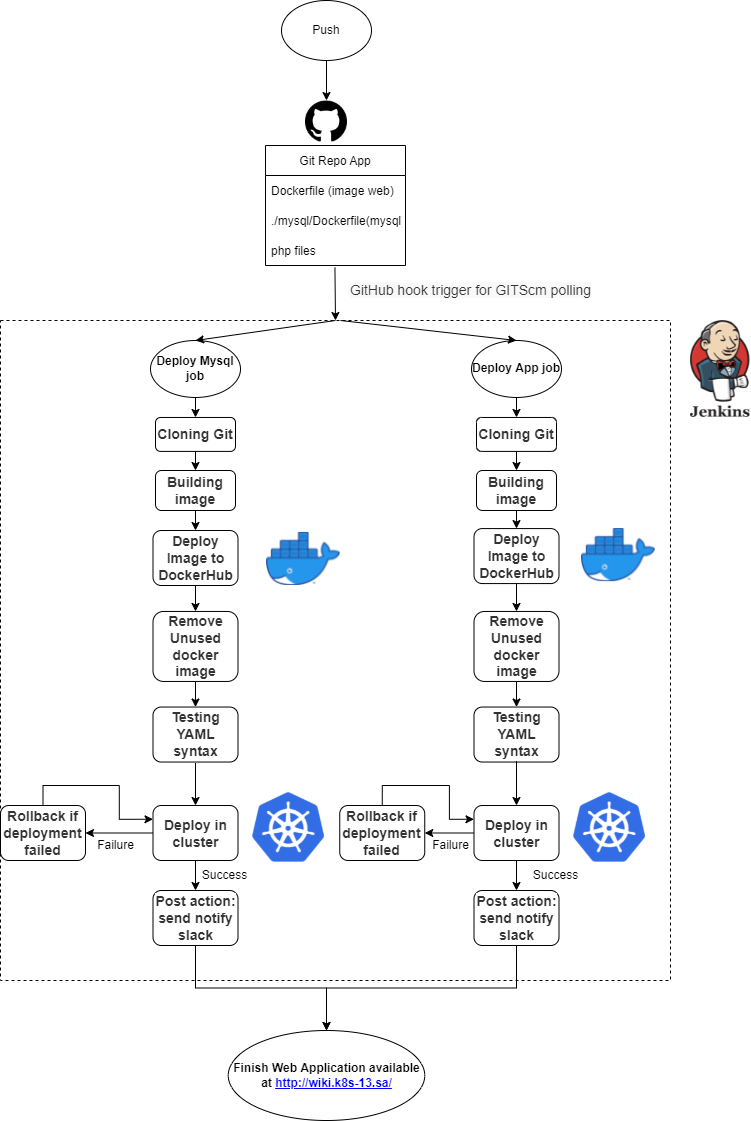 Push
Git Repo App
Dockerfile (image web)
./mysql/Dockerfile(mysql
php files
GitHub hook trigger for GITScm polling
Deploy Mysql
job
Deploy App job
Jenkins
Cloning Git
Cloning Git
Building
image
Building
image
Deploy
Image to
DockerHub
Deploy
Image to
DockerHub
Remove
Unused
docker
image
Remove
Unused
docker
image
Testing
YAML
syntax
Testing
YAML
syntax
Rollback if
deployment
failed
Failure
Deploy in
cluster
Rollback if
deployment
failed
Failure
Deploy in
cluster
Success
Success
Post action:
send notify
slack
Post action:
send notify
slack
Finish Web Application available
at http://wiki.k8s-13.sa/